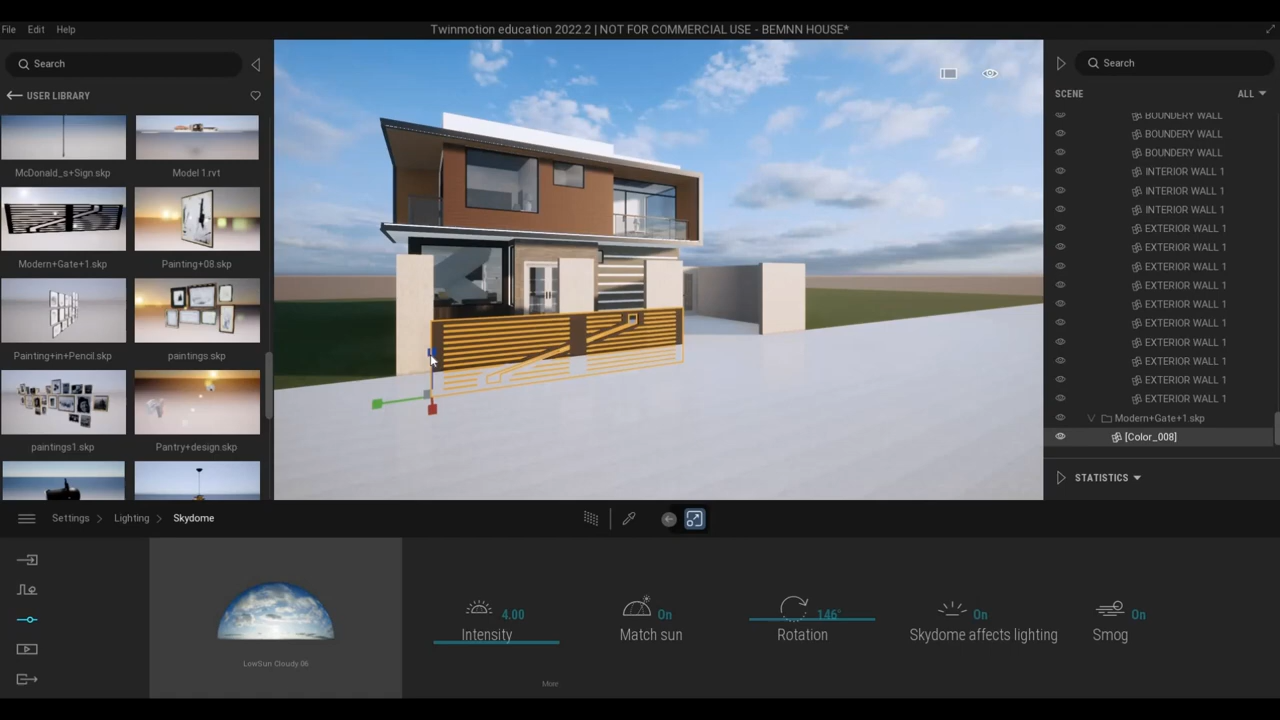 File Edit Help
Twinmotion education 2022.2 | NOT FOR COMMERCIAL USE - BEMNN HOUSE*
Search
USER LIBRARY
McDonald_s+Sign.skp
Model 1.rvt
Modern+Gate+1.skp
Painting+08.skp
Painting+in+Pencil.skp
paintings.skp
paintings1.skp
Pantry+design.skp
Search
SCENE
ALL
BOUNDERY WALL
BOUNDERY WALL
BOUNDERY WALL
INTERIOR WALL 1
INTERIOR WALL 1
INTERIOR WALL 1
EXTERIOR WALL 1
EXTERIOR WALL 1
EXTERIOR WALL 1
EXTERIOR WALL 1
EXTERIOR WALL 1
EXTERIOR WALL 1
EXTERIOR WALL 1
EXTERIOR WALL 1
EXTERIOR WALL 1
EXTERIOR WALL 1
Modern+Gate+1.skp
[Color_008]
STATISTICS
Settings > Lighting > Skydome
LowSun Cloudy 06
4.00
Intensity
On
Match sun
146°
Rotation
On
Skydome affects lighting
On
Smog
More